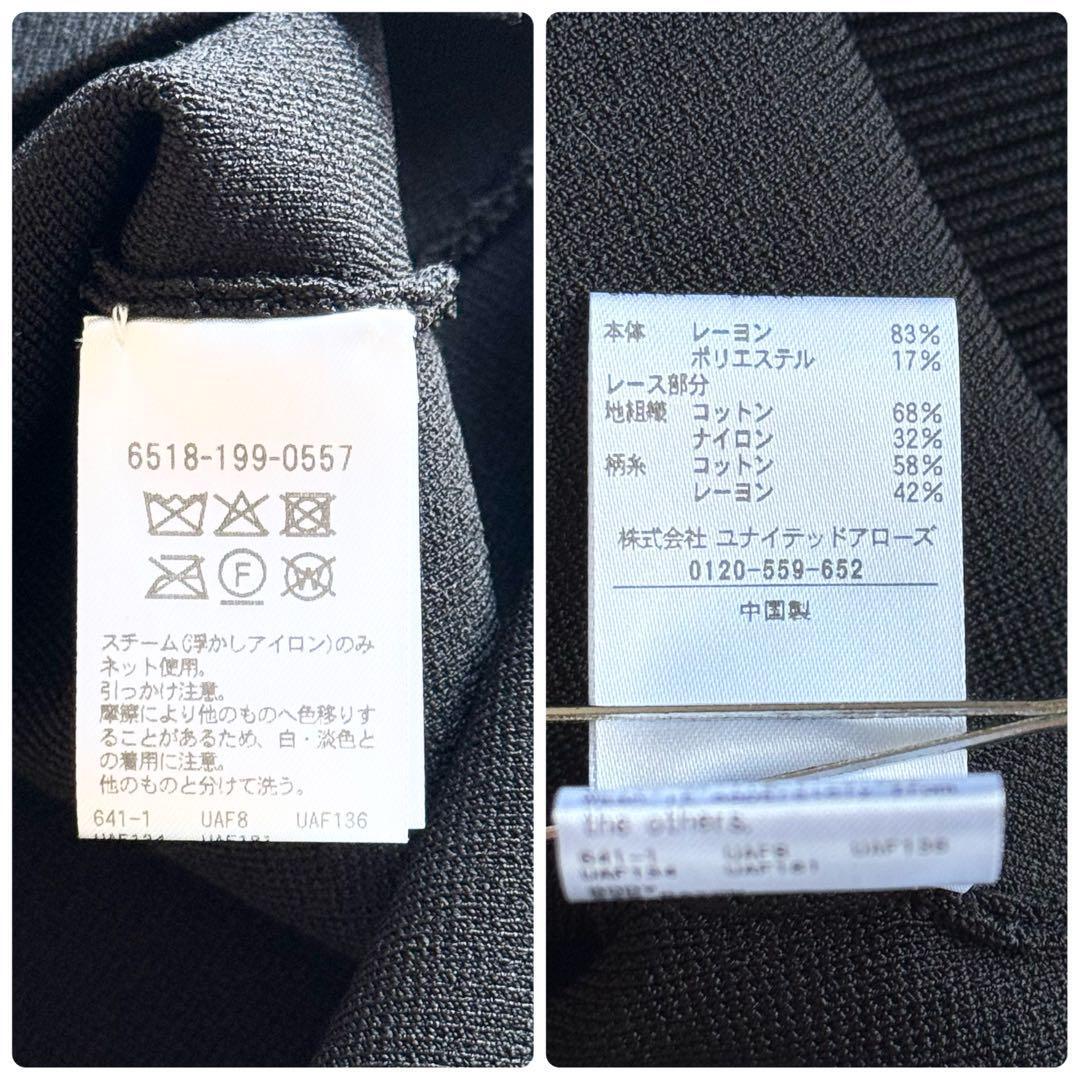 6518-199-0557
F
W
スチーム(浮かしアイロン)のみ
ネット使用。
引っかけ注意。
摩擦により他のものへ色移りす
ることがあるため、白・淡色と
の着用に注意。
他のものと分けて洗う。
641-1 UAF8 UAF136
UAF134 UAF181
本体 レーヨン 83%
ポリエステル 17%
レース部分
地組織 コットン 68%
ナイロン 32%
柄糸 コットン 58%
レーヨン 42%
株式会社 ユナイテッドアローズ
0120-559-652
中国製
the others.
641-1 UAF8 UAF136
UAF134 UAF181